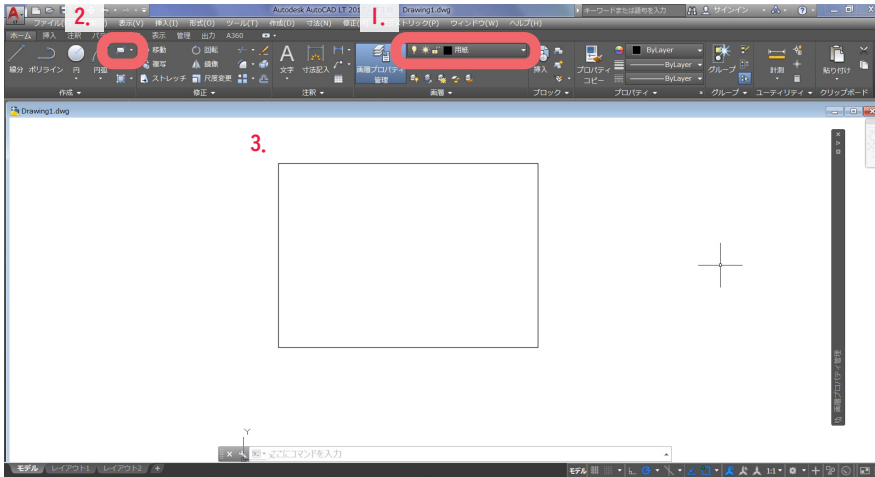 Autodesk AutoCAD LT 201 Drawing1.dwg キーワードまたは語句を入力 サインイン
ファイル( 表示(V) 挿入(I) 形式(O) ツール(T) 作成(D) 寸法(N) 修正( トリック(P) ウィンドウ(W) ヘルプ(H)
2. 1.
ホーム 挿入 注釈 表示 管理 出力 A360
移動 回転 用紙 ByLayer
複写 鏡像 ByLayer
ストレッチ 尺度変更 ByLayer
線分 ポリライン 円 円弧 文字 寸法記入 画層プロパティ管理 挿入 プロパティコピー グループ 計測 貼り付け
作成 修正 注釈 画層 ブロック プロパティ グループ ユーティリティ クリップボード
Drawing1.dwg
3.
画層プロパティ管理
Y
ここにコマンドを入力
モデル レイアウト1 レイアウト2 +
モデル 1:1